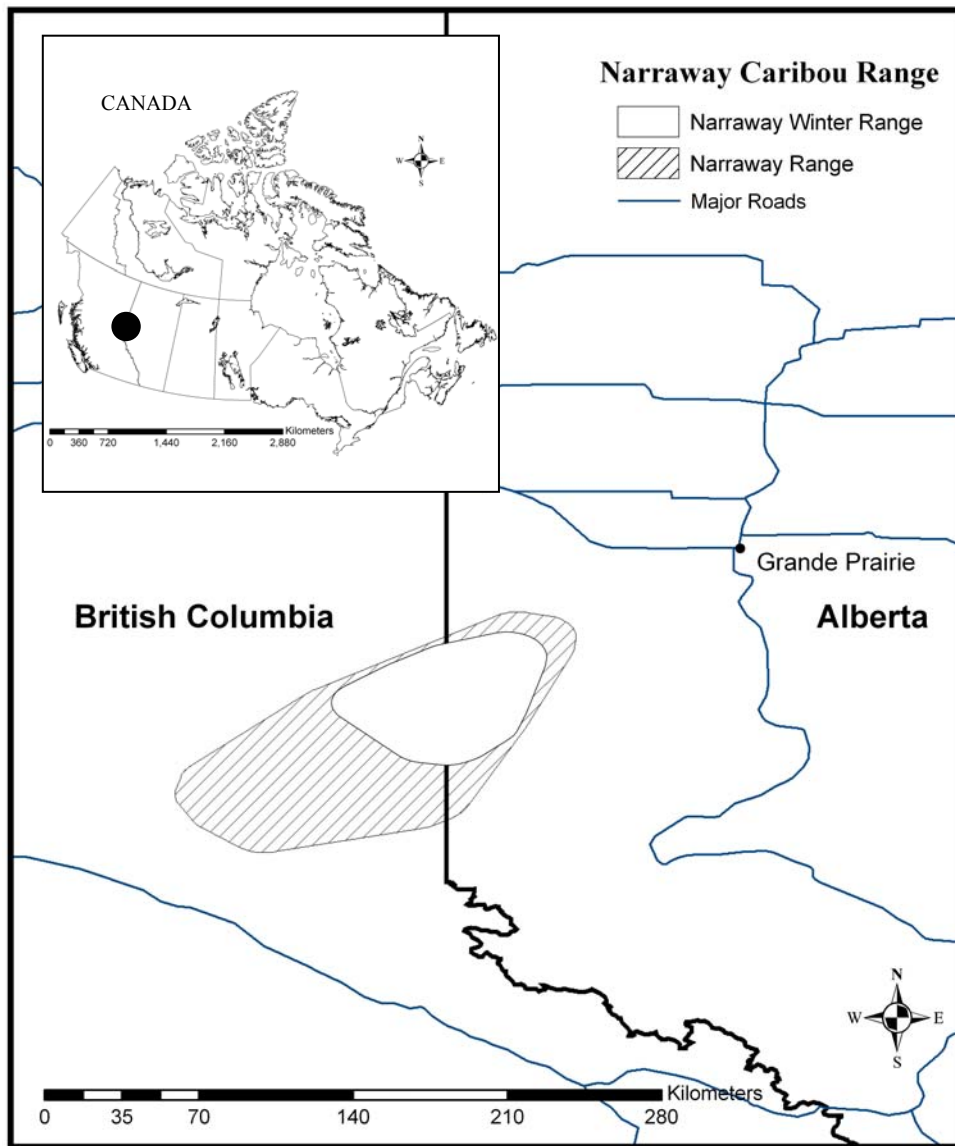 CANADA
N
W E
S
Kilometers
0 360 720 1,440 2,160 2,880
Narraway Caribou Range
Narraway Winter Range
Narraway Range
Major Roads
Grande Prairie
British Columbia
Alberta
N
W E
S
Kilometers
0 35 70 140 210 280